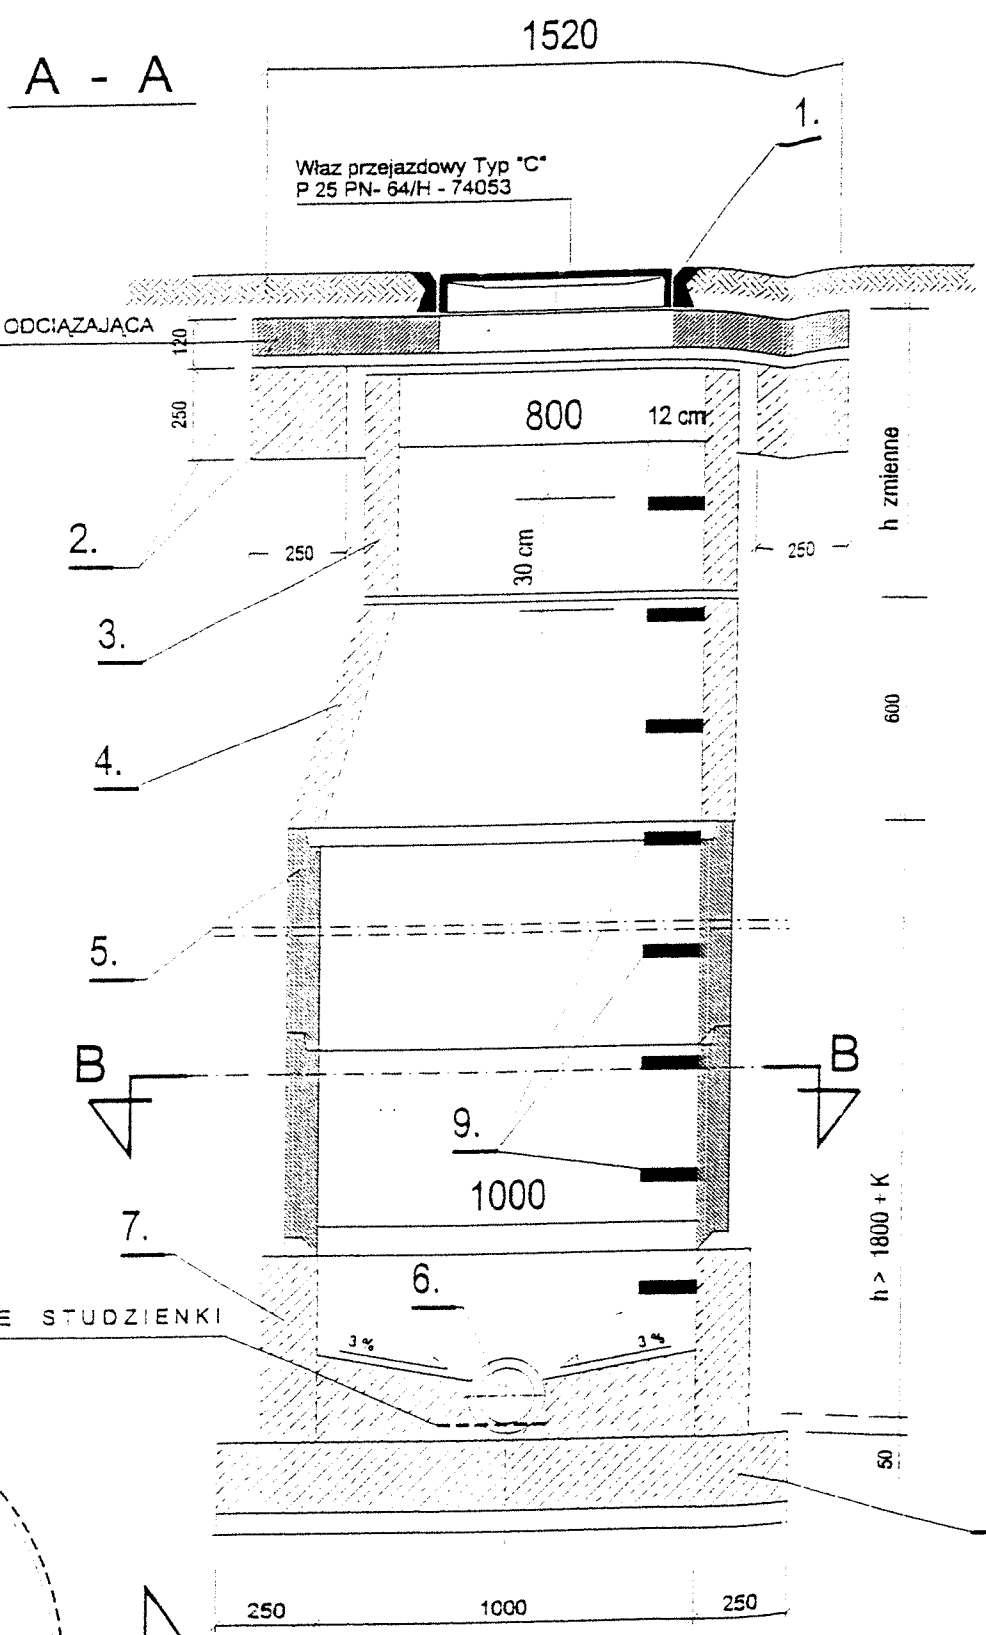 1520
A - A
1.
Właz przejazdowy Typ "C"
P 25 PN- 64/H - 74053
ODCIĄZAJĄCA
120
250
800
12 cm
h zmienne
2.
250
30 cm
250
3.
600
4.
5.
B
B
9.
1000
h > 1800 + K
7.
6.
E STUDZIENKI
3 %
3 %
50
250
1000
250